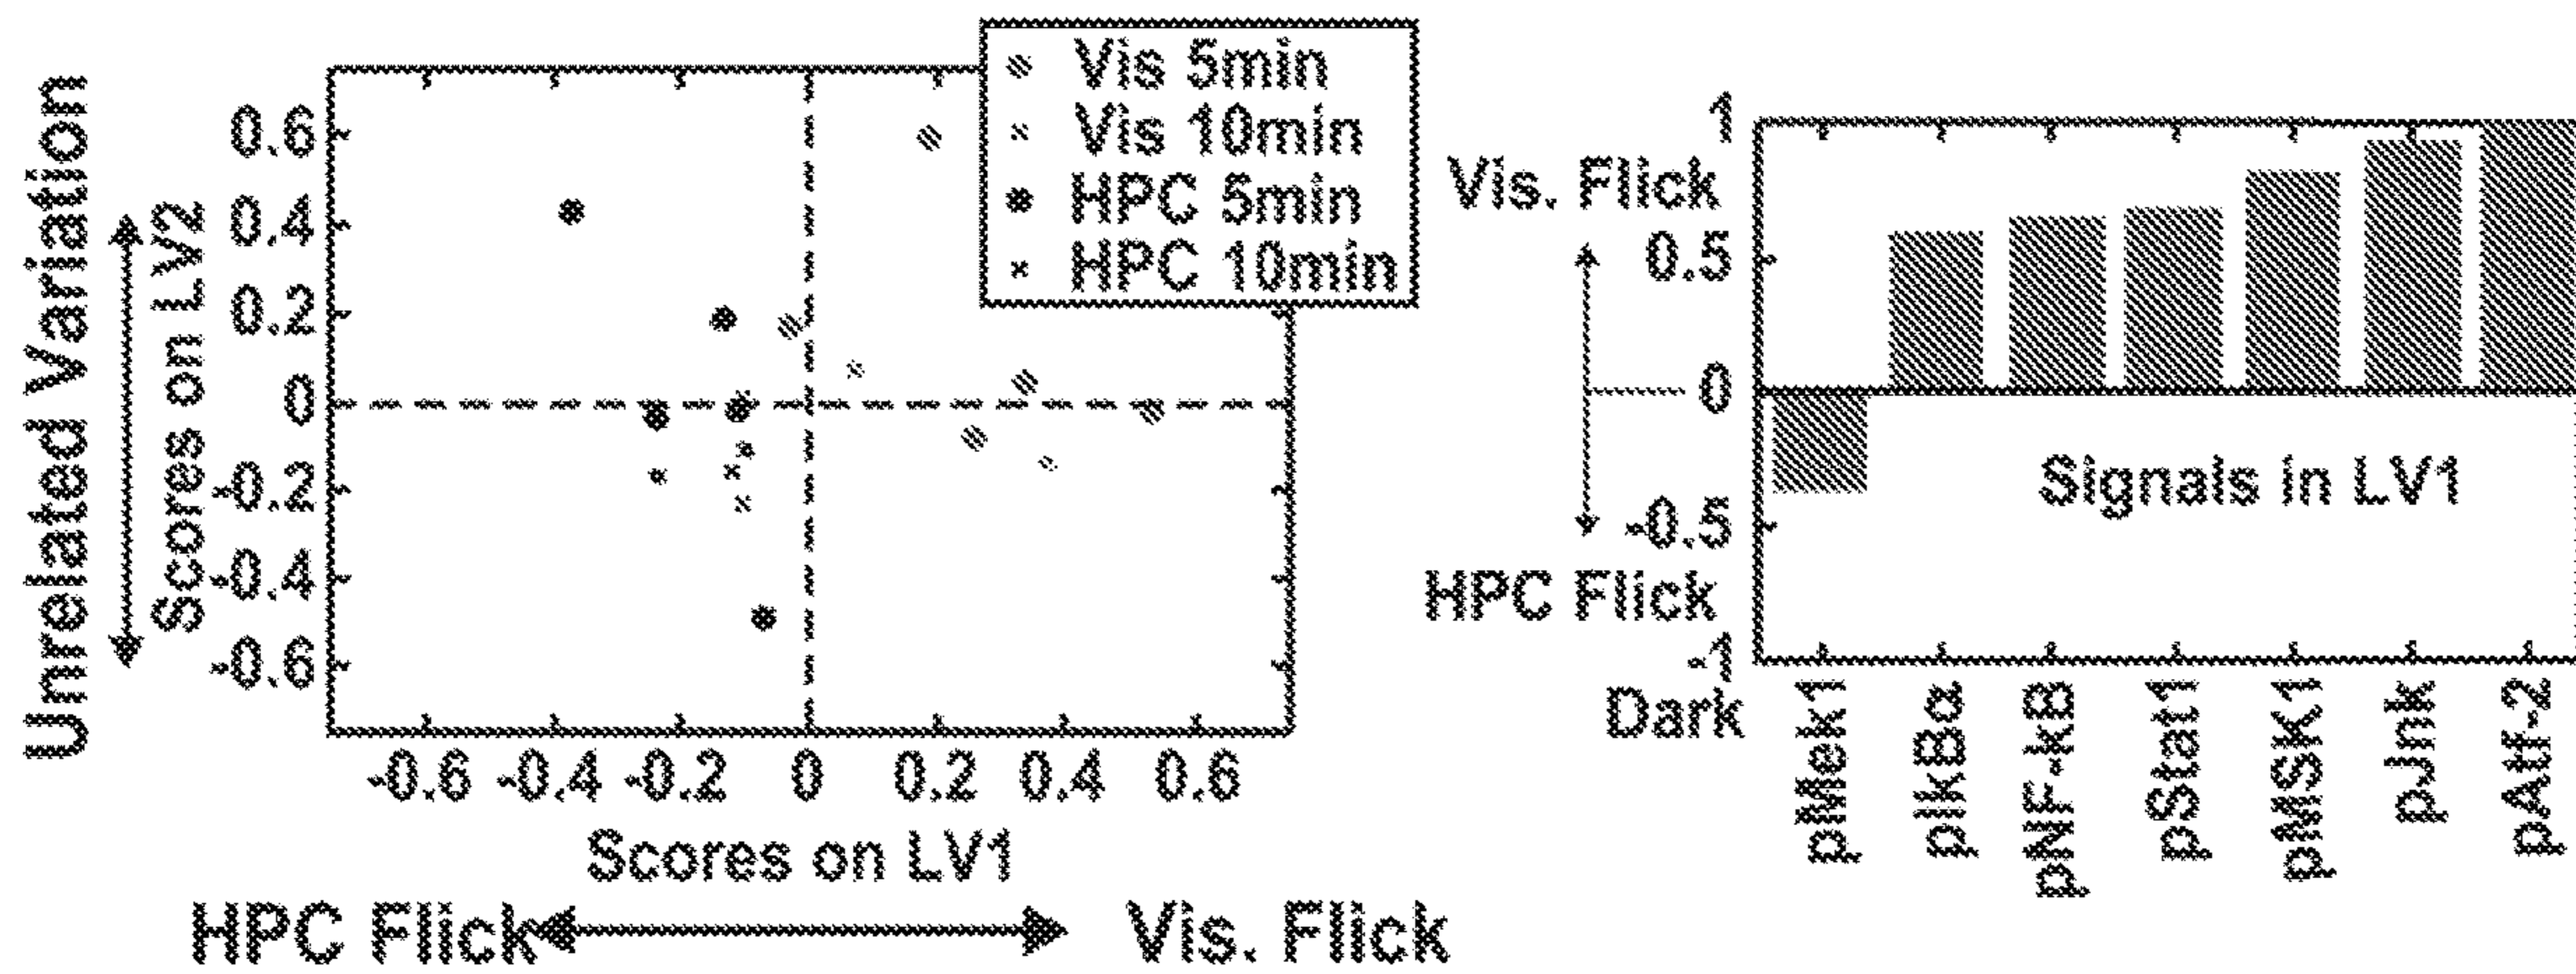 Unrelated Variation
Scores on LV2
0.6
0.4
0.2
0
-0.2
-0.4
-0.6
Vis 5min
Vis 10min
HPC 5min
HPC 10min
-0.6 -0.4 -0.2 0 0.2 0.4 0.6
Scores on LV1
HPC Flick
Vis. Flick
1
Vis. Flick
0.5
0
-0.5
HPC Flick
-1
Dark
Signals in LV1
pMek1
pIkBα
pNF-kB
pStat1
pMSK1
pJnk
pAtf-2